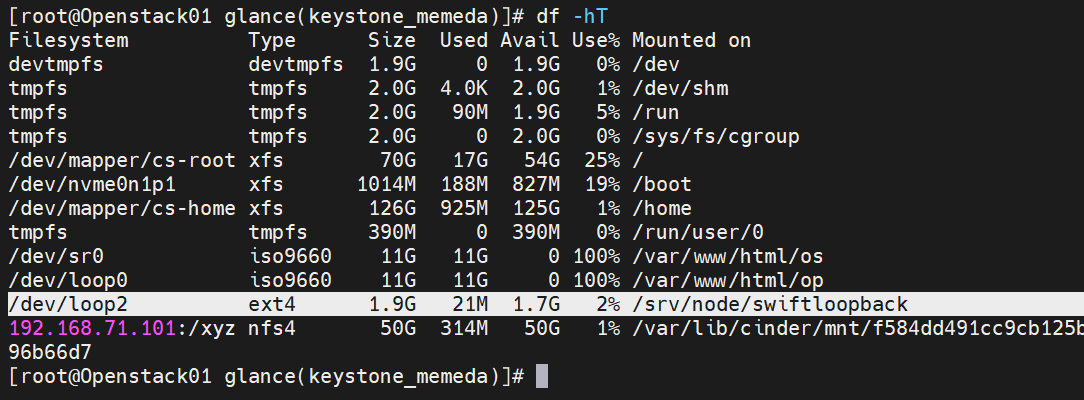 [root@Openstack01 glance(keystone_memeda)]# df -hT
Filesystem          Type      Size  Used Avail Use% Mounted on
devtmpfs            devtmpfs  1.9G     0  1.9G   0% /dev
tmpfs               tmpfs     2.0G  4.0K  2.0G   1% /dev/shm
tmpfs               tmpfs     2.0G   90M  1.9G   5% /run
tmpfs               tmpfs     2.0G     0  2.0G   0% /sys/fs/cgroup
/dev/mapper/cs-root xfs        70G   17G   54G  25% /
/dev/nvme0n1p1      xfs      1014M  188M  827M  19% /boot
/dev/mapper/cs-home xfs       126G  925M  125G   1% /home
tmpfs               tmpfs     390M     0  390M   0% /run/user/0
/dev/sr0            iso9660    11G   11G     0 100% /var/www/html/os
/dev/loop0          iso9660    11G   11G     0 100% /var/www/html/op
/dev/loop2          ext4      1.9G   21M  1.7G   2% /srv/node/swiftloopback
192.168.71.101:/xyz nfs4       50G  314M   50G   1% /var/lib/cinder/mnt/f584dd491cc9cb125b
96b66d7
[root@Openstack01 glance(keystone_memeda)]#